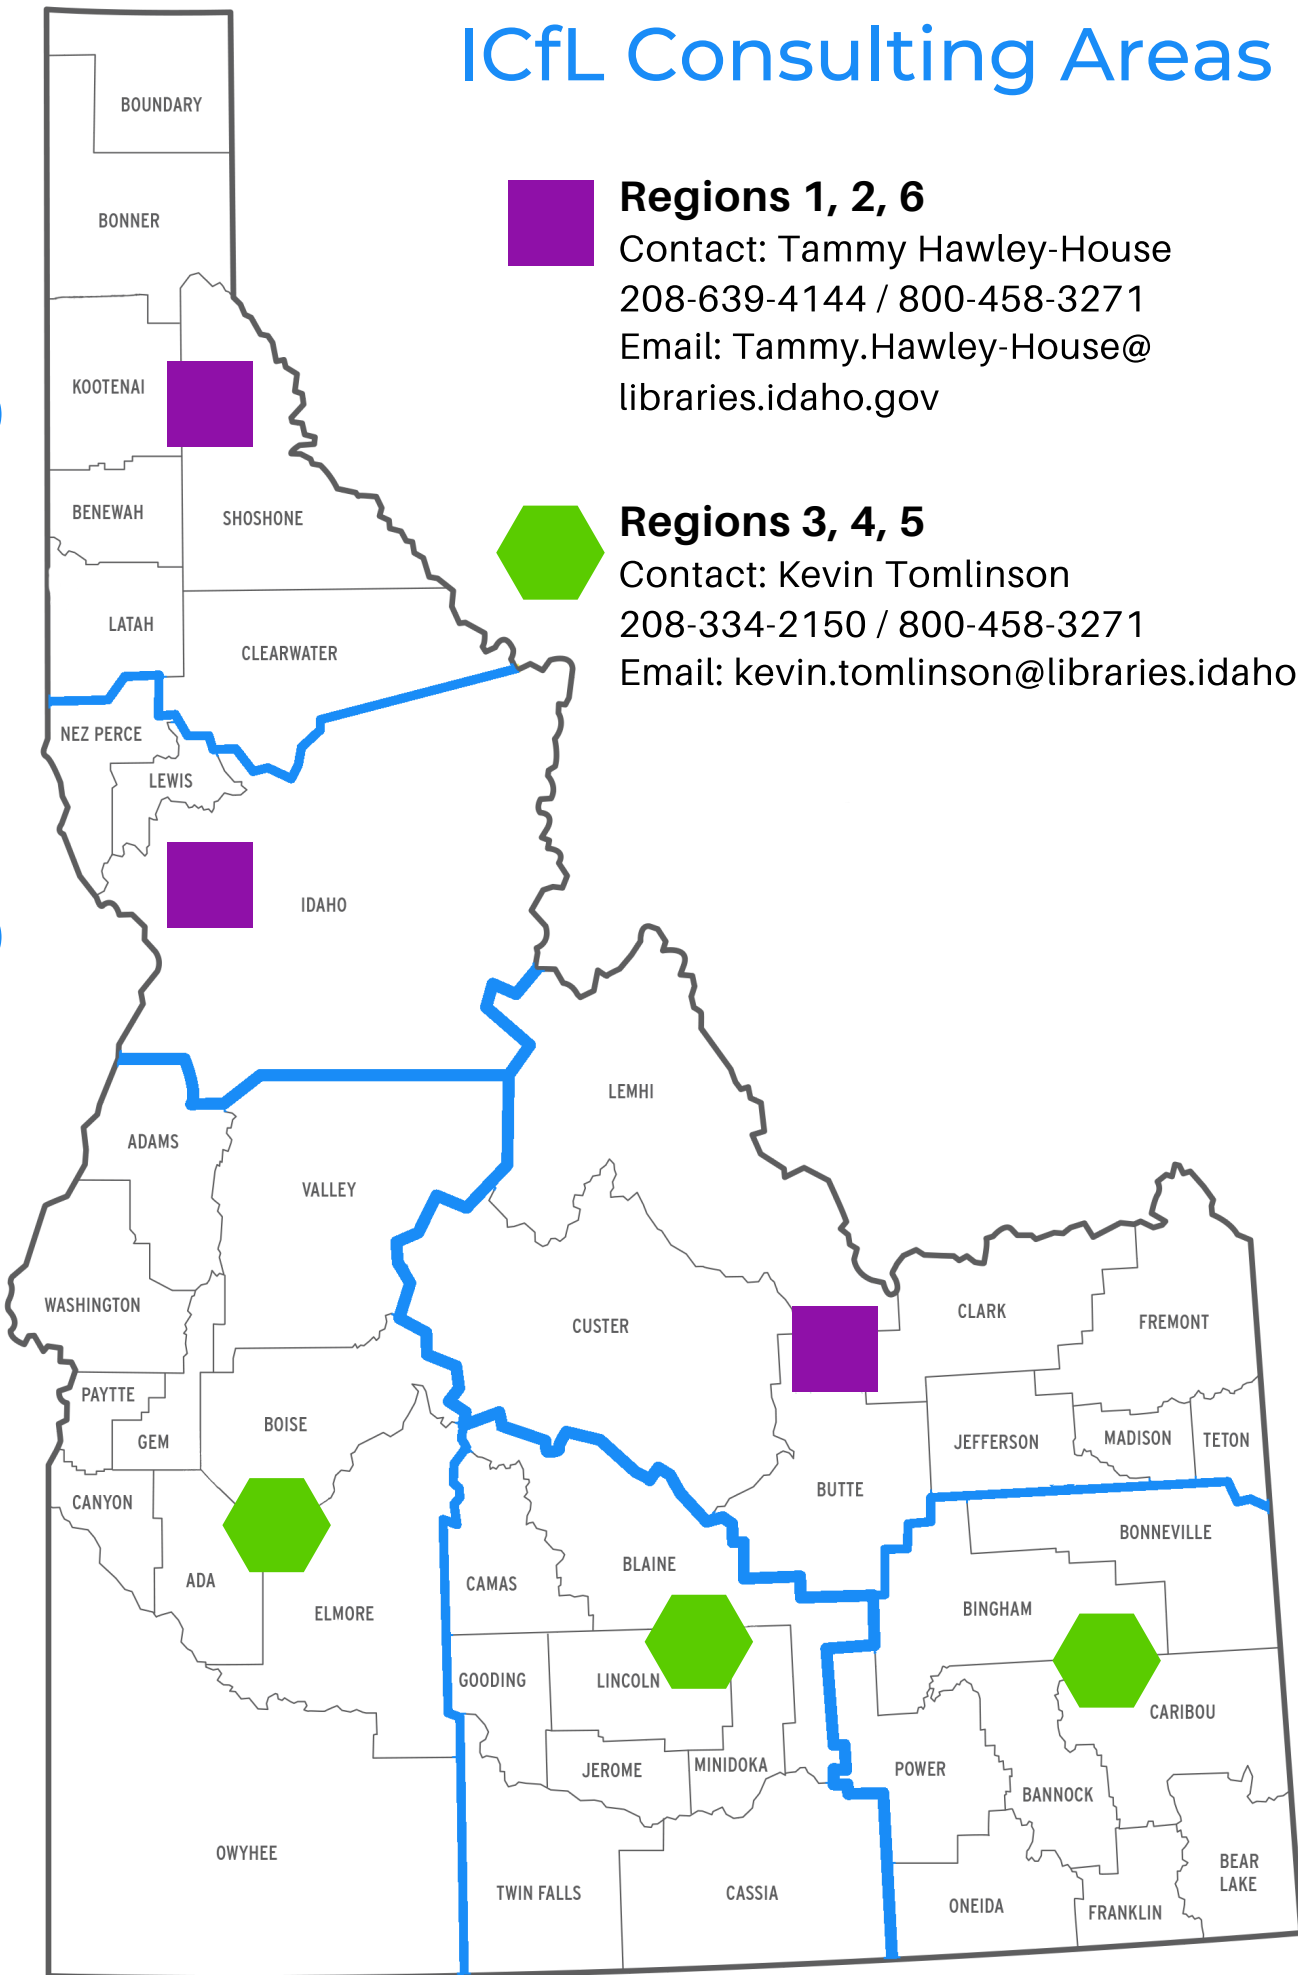 ICfL Consulting Areas
Regions 1, 2, 6
Contact: Tammy Hawley-House
208-639-4144 / 800-458-3271
Email: Tammy.Hawley-House@
libraries.idaho.gov
Regions 3, 4, 5
Contact: Kevin Tomlinson
208-334-2150 / 800-458-3271
Email: kevin.tomlinson@libraries.idaho
BOUNDARY
BONNER
KOOTENAI
BENEWAH
SHOSHONE
LATAH
CLEARWATER
NEZ PERCE
LEWIS
IDAHO
LEMHI
ADAMS
VALLEY
WASHINGTON
CUSTER
CLARK
FREMONT
PAYTTE
BOISE
GEM
JEFFERSON
MADISON
TETON
CANYON
BUTTE
BONNEVILLE
ADA
ELMORE
CAMAS
BLAINE
BINGHAM
GOODING
LINCOLN
CARIBOU
JEROME
MINIDOKA
POWER
BANNOCK
OWYHEE
TWIN FALLS
CASSIA
ONEIDA
FRANKLIN
BEAR
LAKE